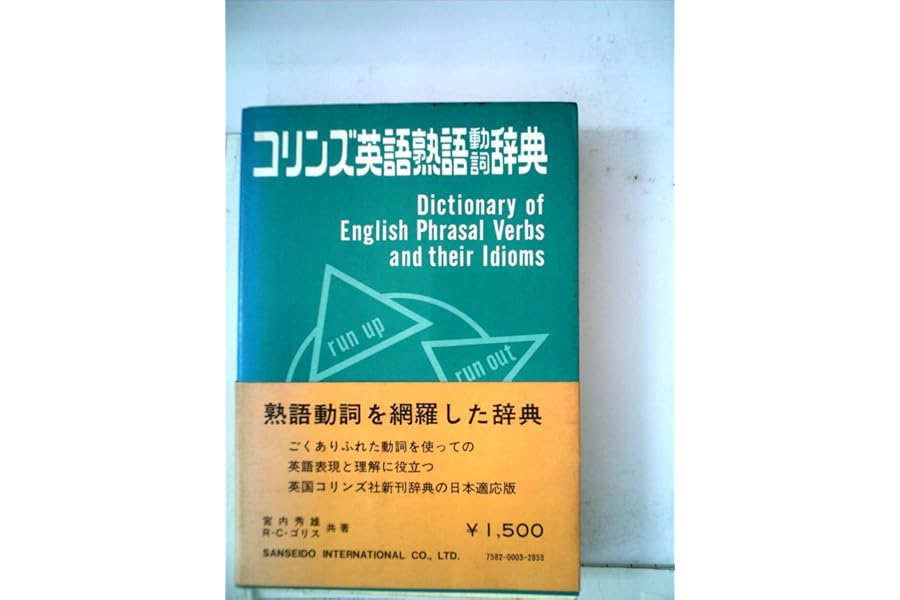 コリンズ英語熟語動詞辞典
Dictionary of
English Phrasal Verbs
and their Idioms
run up
run out
熟語動詞を網羅した辞典
ごくありふれた動詞を使っての
英語表現と理解に役立つ
英国コリンズ社新刊辞典の日本適応版
宮内秀雄
R-C・ゴリス 共著
¥1,500
SANSEIDO INTERNATIONAL CO., LTD. 7582-0003-2853